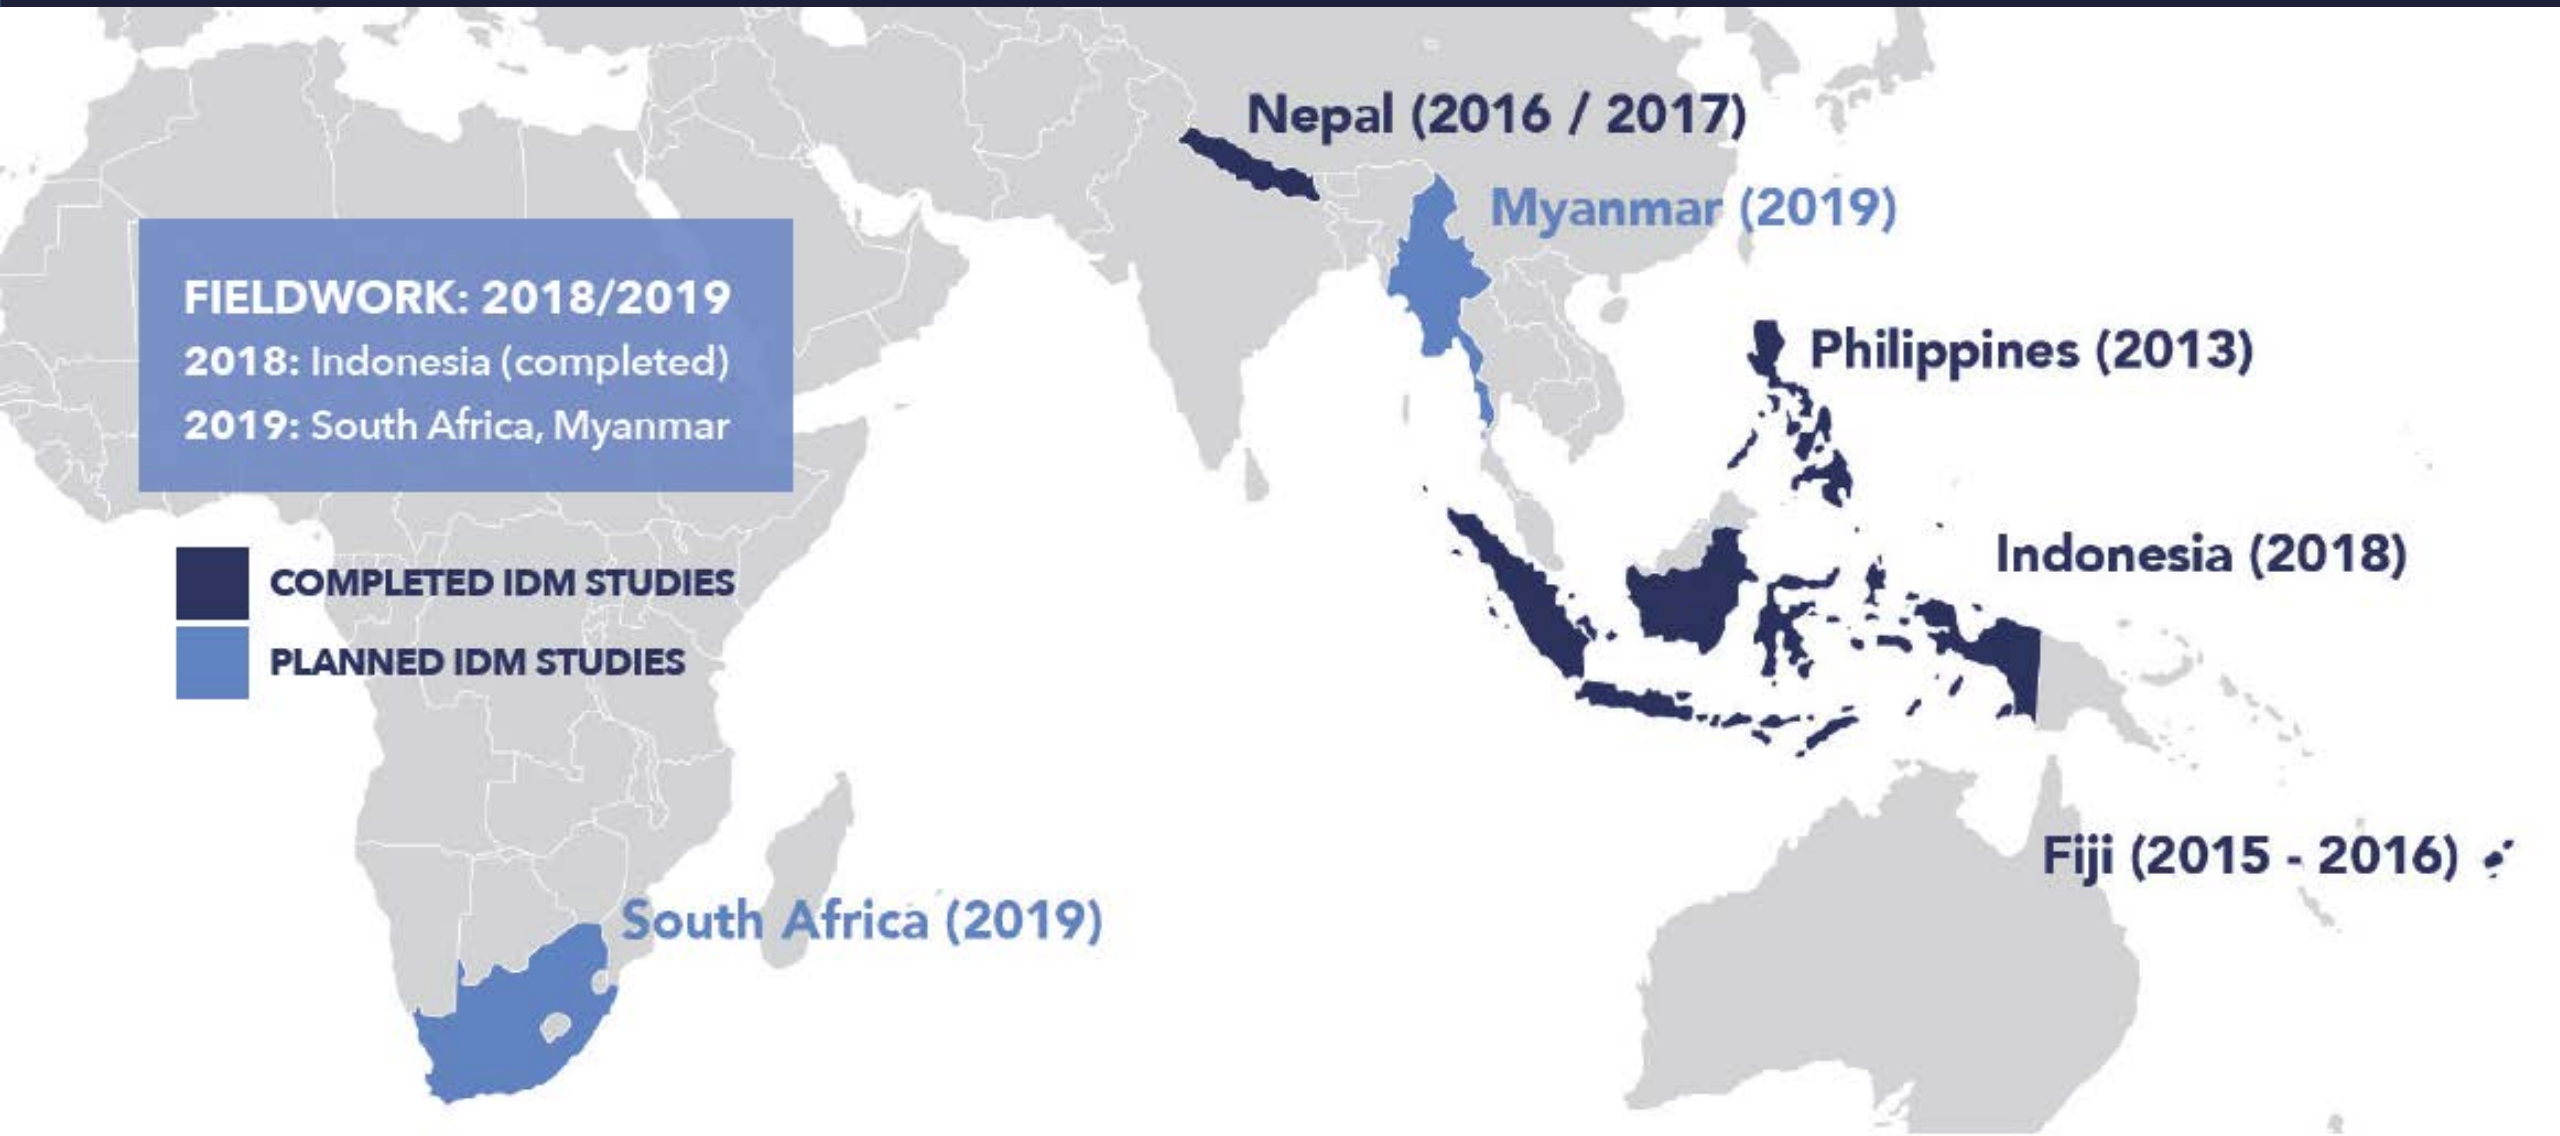 Nepal (2016 / 2017)
Myanmar (2019)
FIELDWORK: 2018/2019
2018: Indonesia (completed)
2019: South Africa, Myanmar
Philippines (2013)
Indonesia (2018)
COMPLETED IDM STUDIES
PLANNED IDM STUDIES
Fiji (2015 - 2016)
South Africa (2019)